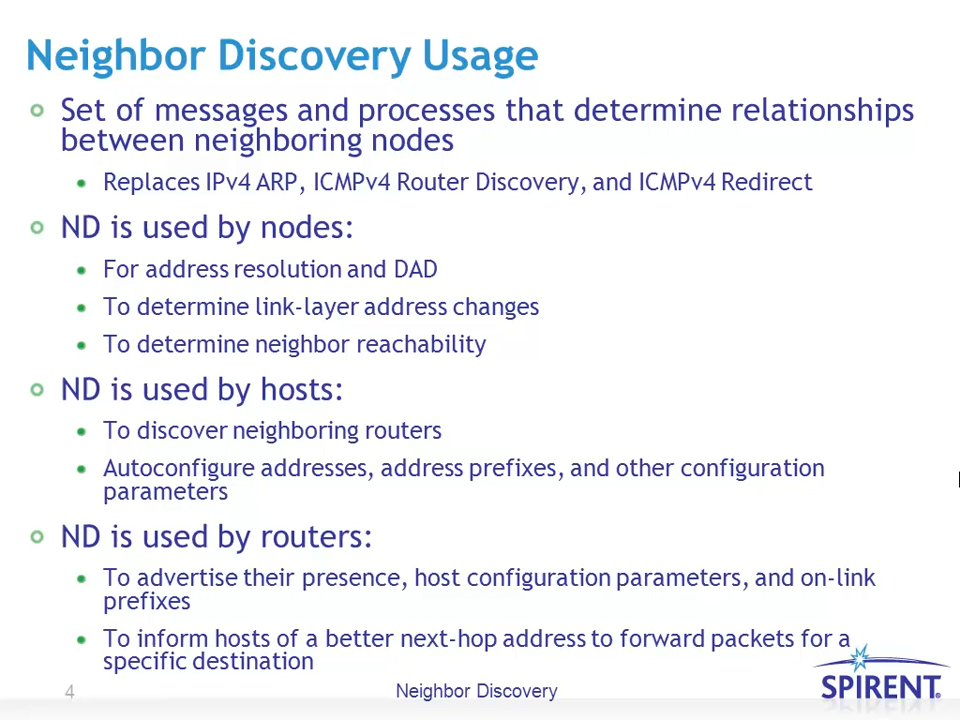 Neighbor Discovery Usage
Set of messages and processes that determine relationships
between neighboring nodes
Replaces IPv4 ARP, ICMPv4 Router Discovery, and ICMPv4 Redirect
ND is used by nodes:
For address resolution and DAD
To determine link-layer address changes
To determine neighbor reachability
ND is used by hosts:
To discover neighboring routers
Autoconfigure addresses, address prefixes, and other configuration
parameters
ND is used by routers:
To advertise their presence, host configuration parameters, and on-link
prefixes
To inform hosts of a better next-hop address to forward packets for a
specific destination
4
Neighbor Discovery
SPIRENT®